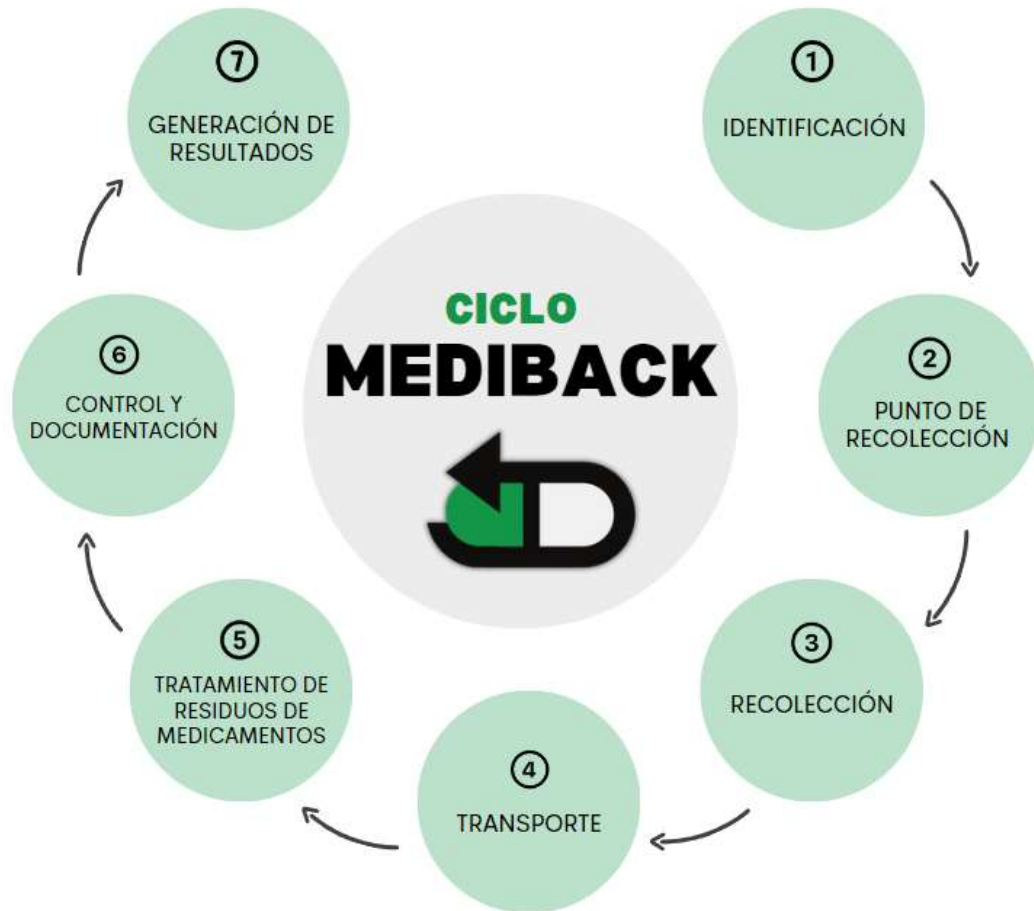 CICLO
MEDIBACK
1
IDENTIFICACIÓN
2
PUNTO DE
RECOLECCIÓN
3
RECOLECCIÓN
4
TRANSPORTE
5
TRATAMIENTO DE
RESIDUOS DE
MEDICAMENTOS
6
CONTROL Y
DOCUMENTACIÓN
7
GENERACIÓN DE
RESULTADOS